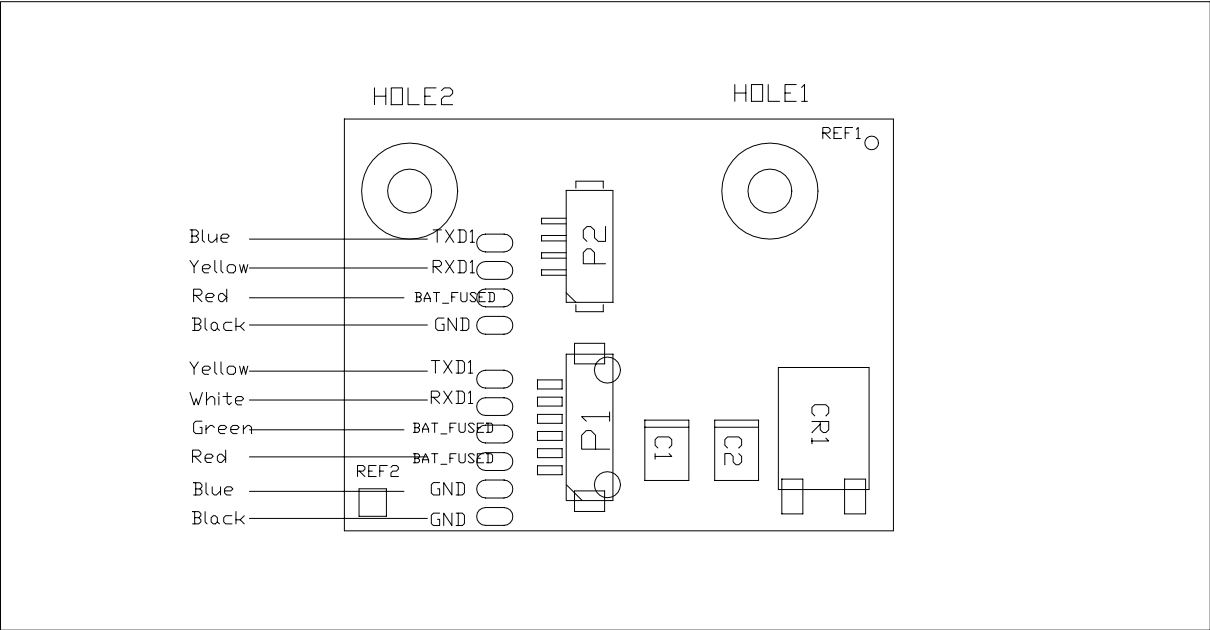 HOLE2 HOLE1
REF1
Blue TXD1
Yellow RXD1
Red BAT_FUSED
Black GND
P2
Yellow TXD1
White RXD1
Green BAT_FUSED
Red BAT_FUSED
Blue GND
Black GND
REF2
P1
C1
C2
CR1